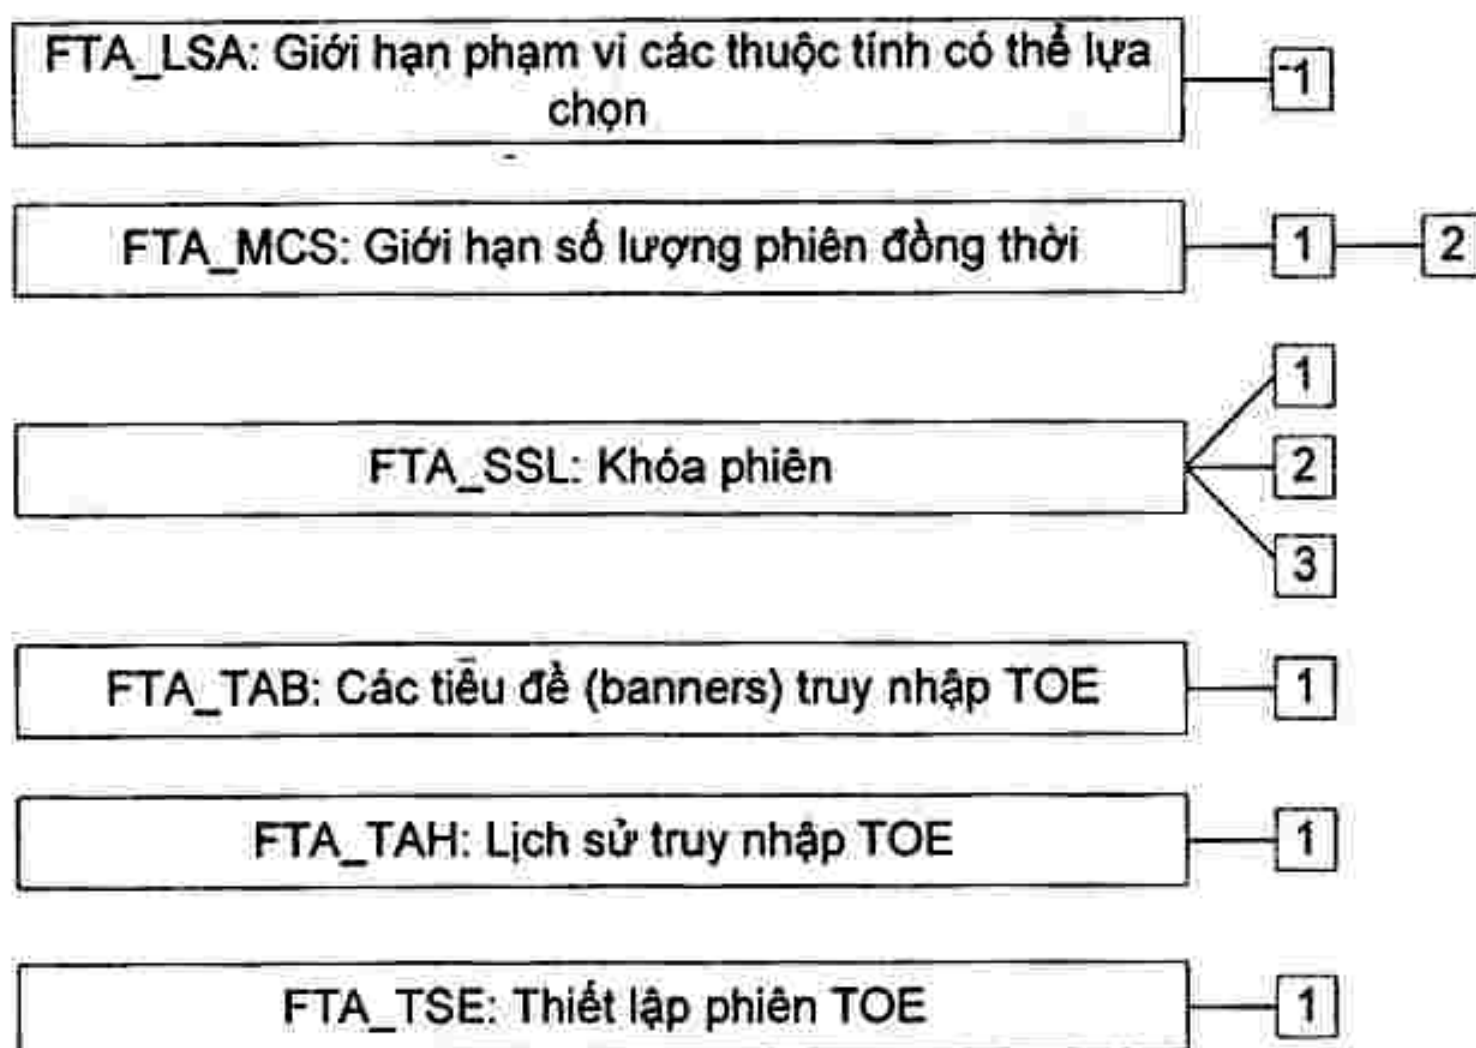 FTA_LSA: Giới hạn phạm vi các thuộc tính có thể lựa
chọn
1
FTA_MCS: Giới hạn số lượng phiên đồng thời
1
2
1
FTA_SSL: Khóa phiên
2
3
FTA_TAB: Các tiêu đề (banners) truy nhập TOE
1
FTA_TAH: Lịch sử truy nhập TOE
1
FTA_TSE: Thiết lập phiên TOE
1